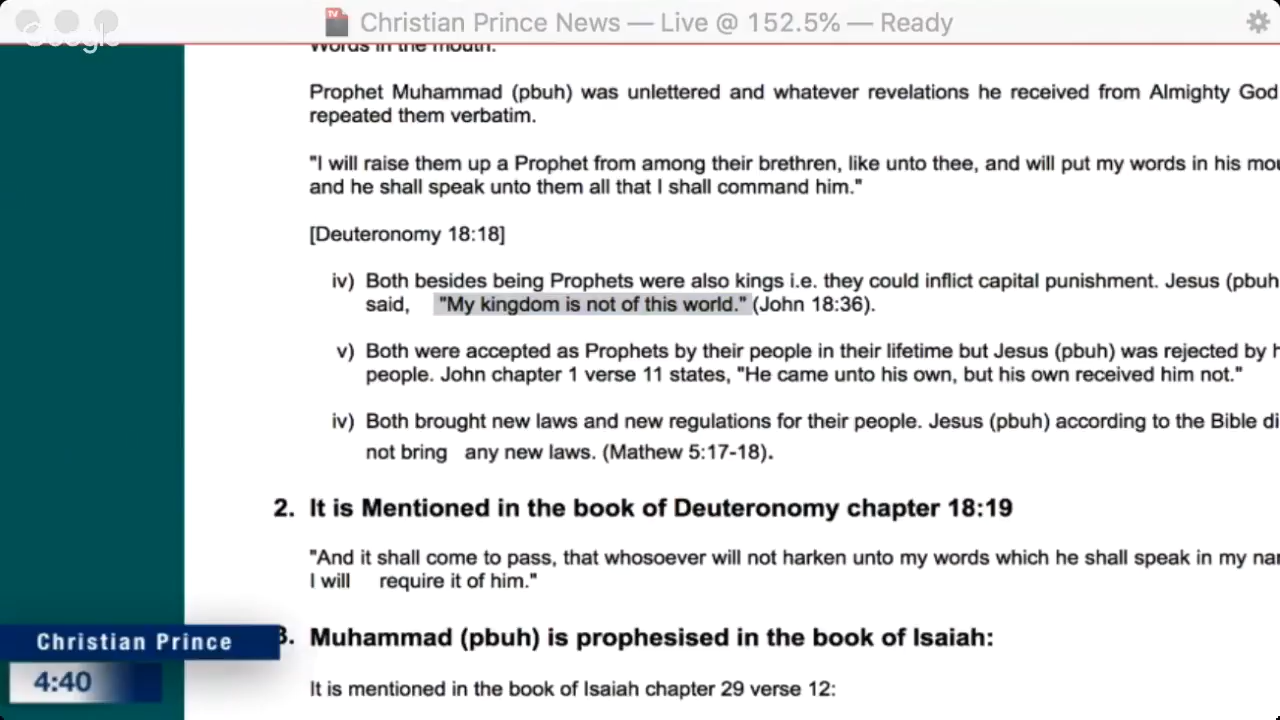 Christian Prince News — Live @ 152.5% — Ready
Google
Words in the mouth.
Prophet Muhammad (pbuh) was unlettered and whatever revelations he received from Almighty God
repeated them verbatim.
"I will raise them up a Prophet from among their brethren, like unto thee, and will put my words in his mou
and he shall speak unto them all that I shall command him."
[Deuteronomy 18:18]
iv) Both besides being Prophets were also kings i.e. they could inflict capital punishment. Jesus (pbuh
said, "My kingdom is not of this world." (John 18:36).
v) Both were accepted as Prophets by their people in their lifetime but Jesus (pbuh) was rejected by h
people. John chapter 1 verse 11 states, "He came unto his own, but his own received him not."
iv) Both brought new laws and new regulations for their people. Jesus (pbuh) according to the Bible di
not bring any new laws. (Mathew 5:17-18).
2. It is Mentioned in the book of Deuteronomy chapter 18:19
"And it shall come to pass, that whosoever will not harken unto my words which he shall speak in my nam
I will require it of him."
3. Muhammad (pbuh) is prophesised in the book of Isaiah:
It is mentioned in the book of Isaiah chapter 29 verse 12:
Christian Prince
4:40